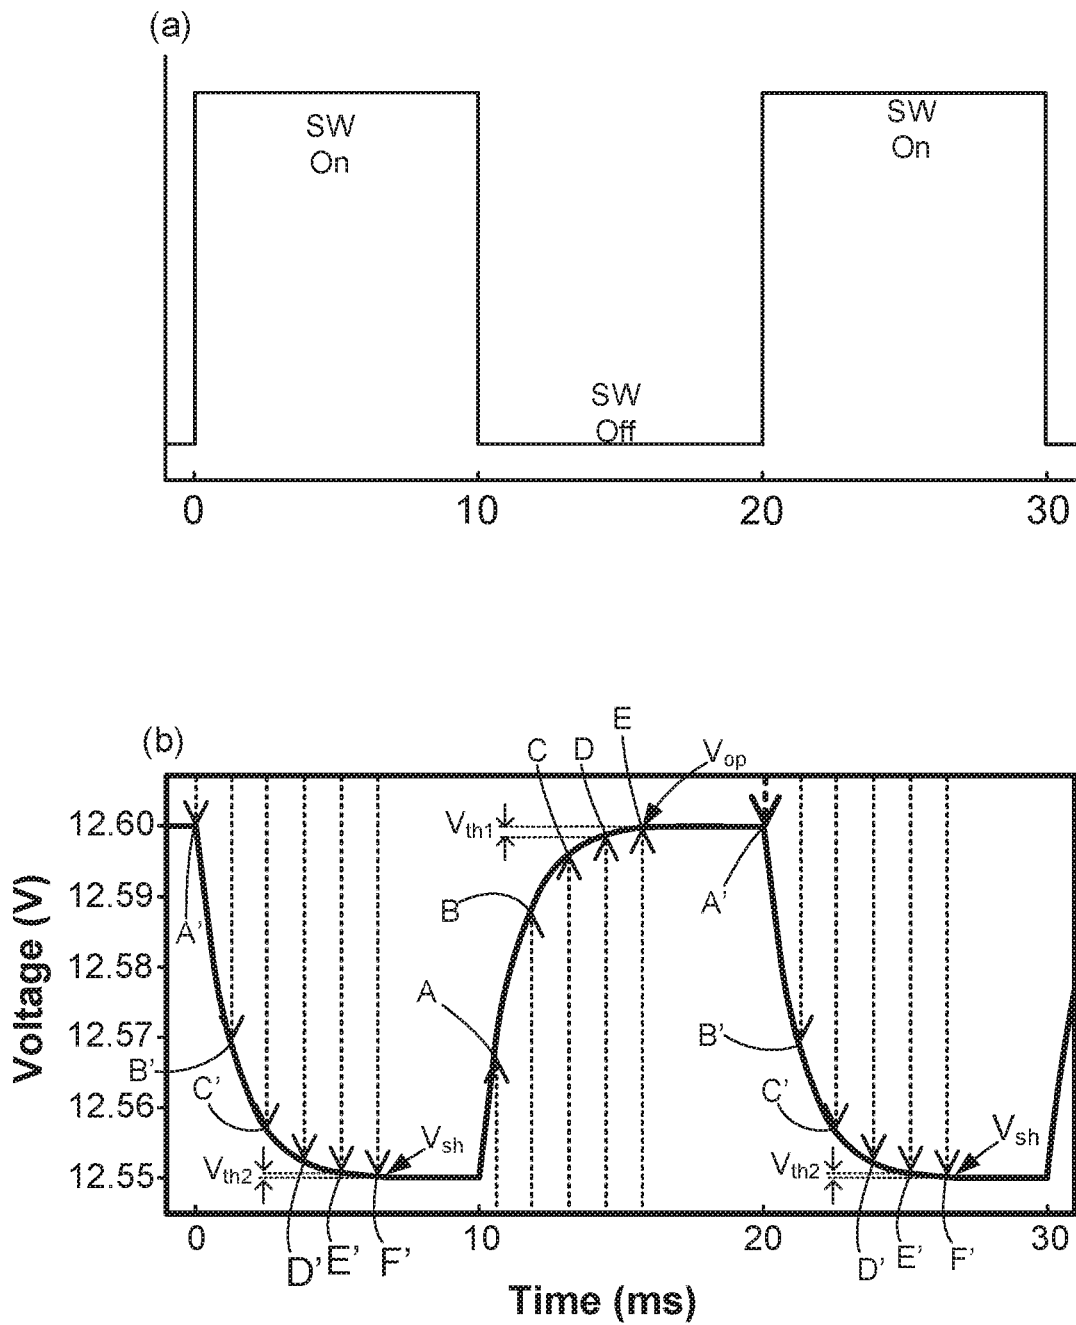 (a)
SW
On
SW
On
SW
Off
0 10 20 30
(b)
E
C D
Vop
Vth1
12.60
12.59
12.58
12.57
12.56
12.55
Voltage (V)
A'
B
A'
A
B'
B'
C'
C'
Vsh
Vsh
Vth2
Vth2
0 10 20 30
D' E' F'
D' E' F'
Time (ms)